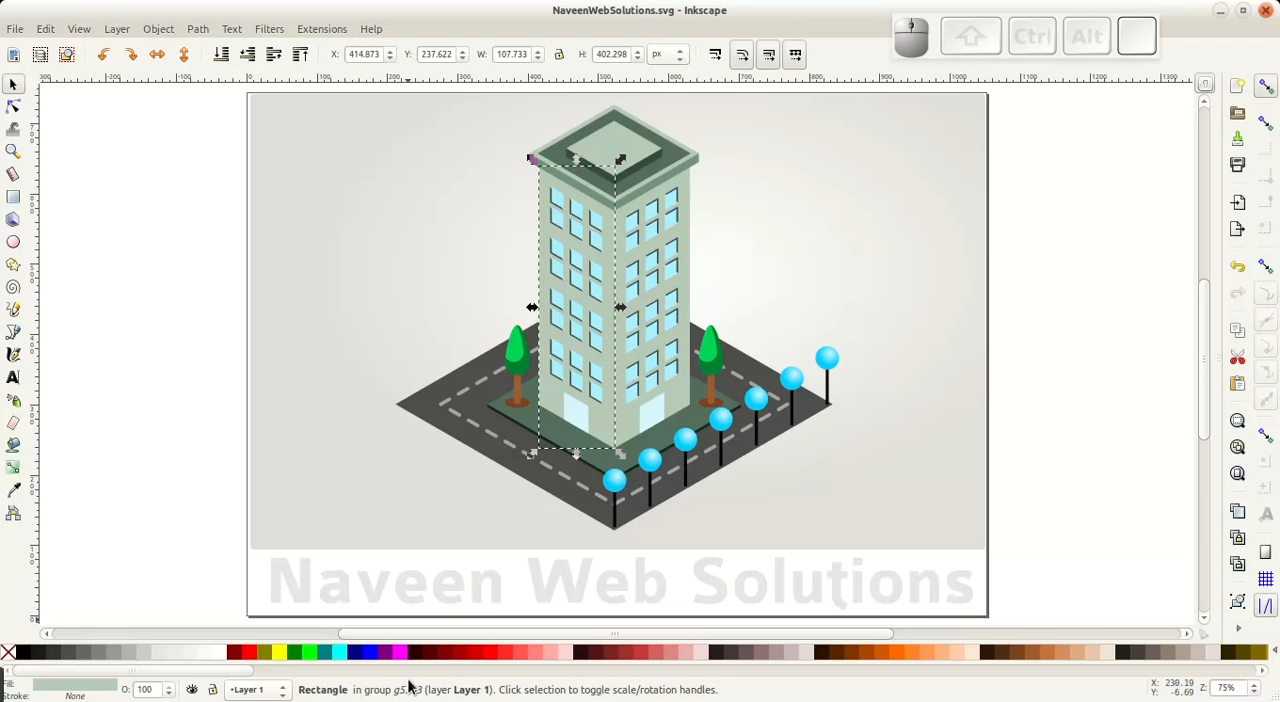 NaveenWebSolutions.svg - Inkscape
File Edit View Layer Object Path Text Filters Extensions Help
Ctrl Alt
X: 414.873 Y: 237.622 W: 107.733 H: 402.298 px
Naveen Web Solutions
Fill:
Stroke: None
O: 100
•Layer 1
Rectangle in group (layer Layer 1). Click selection to toggle scale/rotation handles.
X: 230.19
Y: -6.69
Z: 75%